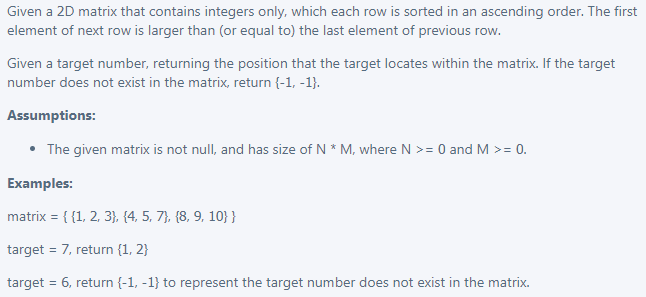 Given a 2D matrix that contains integers only, which each row is sorted in an ascending order. The first
element of next row is larger than (or equal to) the last element of previous row.
Given a target number, returning the position that the target locates within the matrix. If the target
number does not exist in the matrix, return {-1, -1}.
Assumptions:
• The given matrix is not null, and has size of N * M, where N >= 0 and M >= 0.
Examples:
matrix = { {1, 2, 3}, {4, 5, 7}, {8, 9, 10} }
target = 7, return {1, 2}
target = 6, return {-1, -1} to represent the target number does not exist in the matrix.